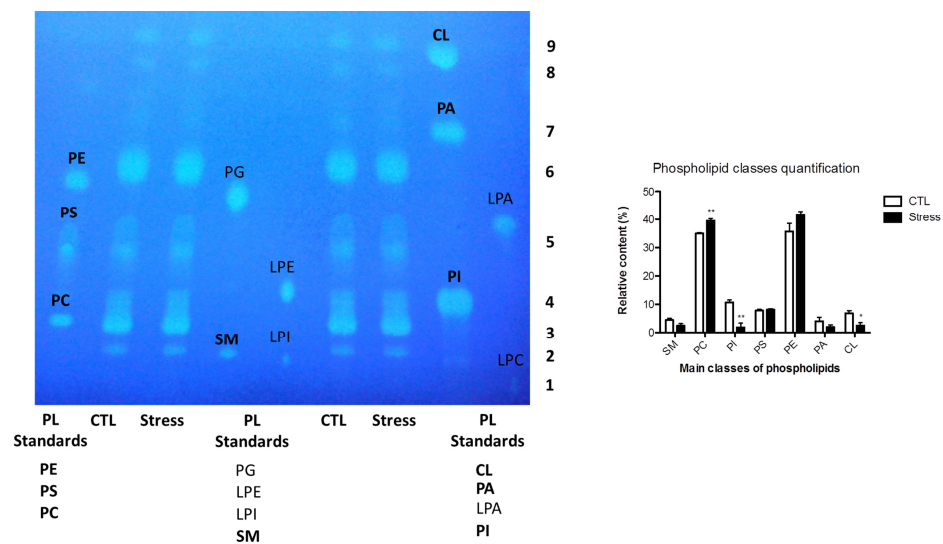 CL
9
8
PA
7
PE
PG
6
PS
LPA
5
LPE
PI
PC
4
SM
LPI
3
2
LPC
1
PL CTL Stress PL CTL Stress PL
Standards Standards Standards
PE PG CL
PS LPE PA
PC LPI LPA
SM PI
Phospholipid classes quantification
CTL
Stress
Relative content (%)
50
40
30
20
10
0
**
**
*
SM PC PI PS PE PA CL
Main classes of phospholipids